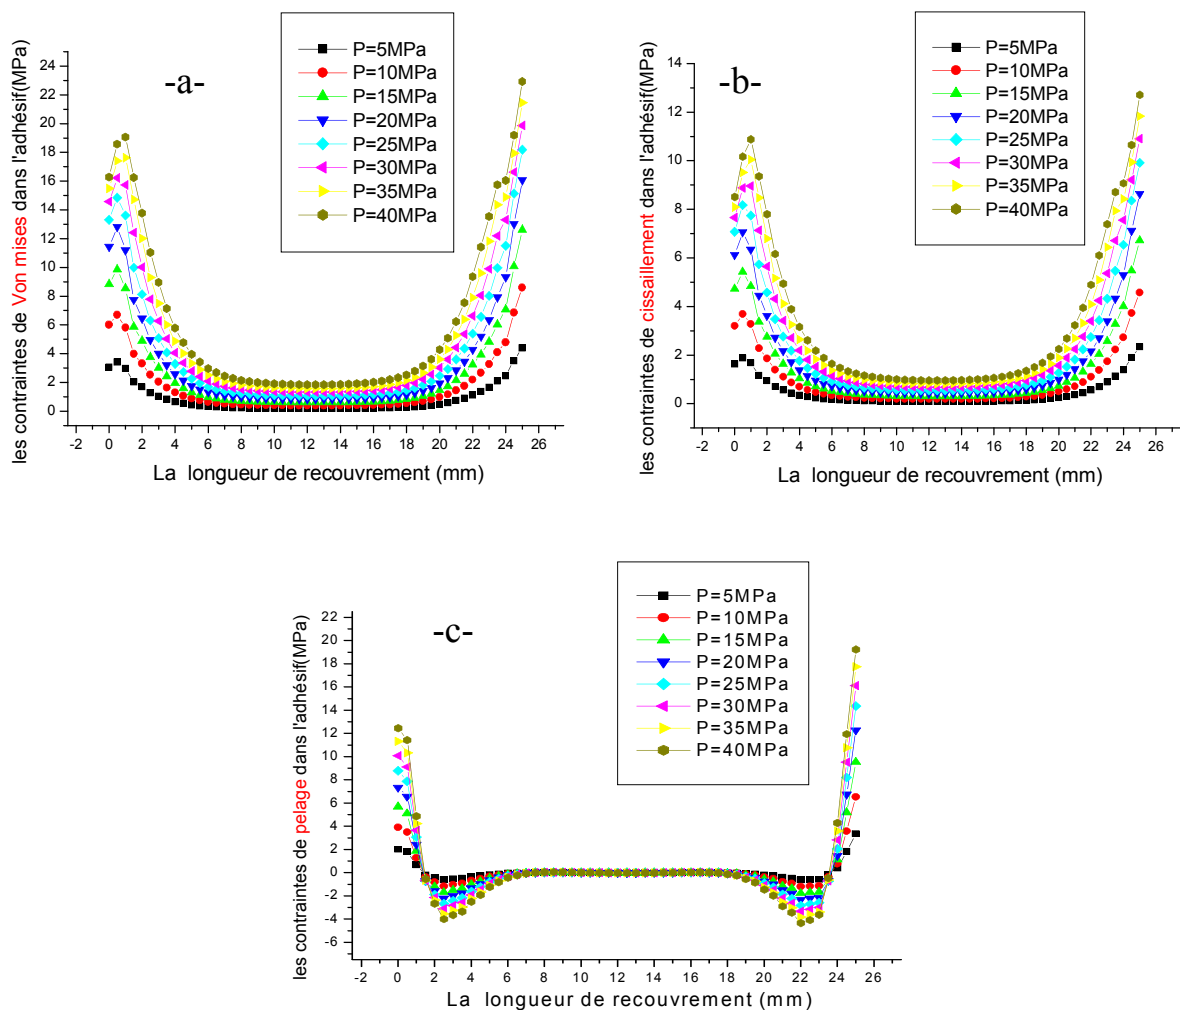 -a-
P=5MPa
P=10MPa
P=15MPa
P=20MPa
P=25MPa
P=30MPa
P=35MPa
P=40MPa
les contraintes de Von mises dans l'adhésif(MPa)
24
22
20
18
16
14
12
10
8
6
4
2
0
-2 0 2 4 6 8 10 12 14 16 18 20 22 24 26
La longueur de recouvrement (mm)
-b-
P=5MPa
P=10MPa
P=15MPa
P=20MPa
P=25MPa
P=30MPa
P=35MPa
P=40MPa
les contraintes de cissaillement dans l'adhésif (MPa)
14
12
10
8
6
4
2
0
-2 0 2 4 6 8 10 12 14 16 18 20 22 24 26
La longueur de recouvrement (mm)
-c-
P=5MPa
P=10MPa
P=15MPa
P=20MPa
P=25MPa
P=30MPa
P=35MPa
P=40MPa
les contraintes de pelage dans l'adhésif(MPa)
22
20
18
16
14
12
10
8
6
4
2
0
-2
-4
-6
-2 0 2 4 6 8 10 12 14 16 18 20 22 24 26
La longueur de recouvrement (mm)